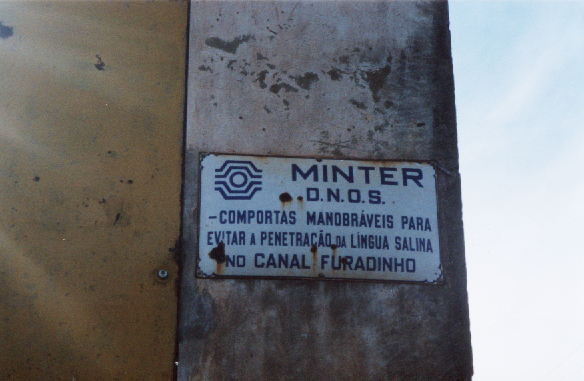 MINTER
D.N.O.S.
-COMPORTAS MANOBRÁVEIS PARA
EVITAR A PENETRAÇÃO DA LÍNGUA SALINA
NO CANAL FURADINHO